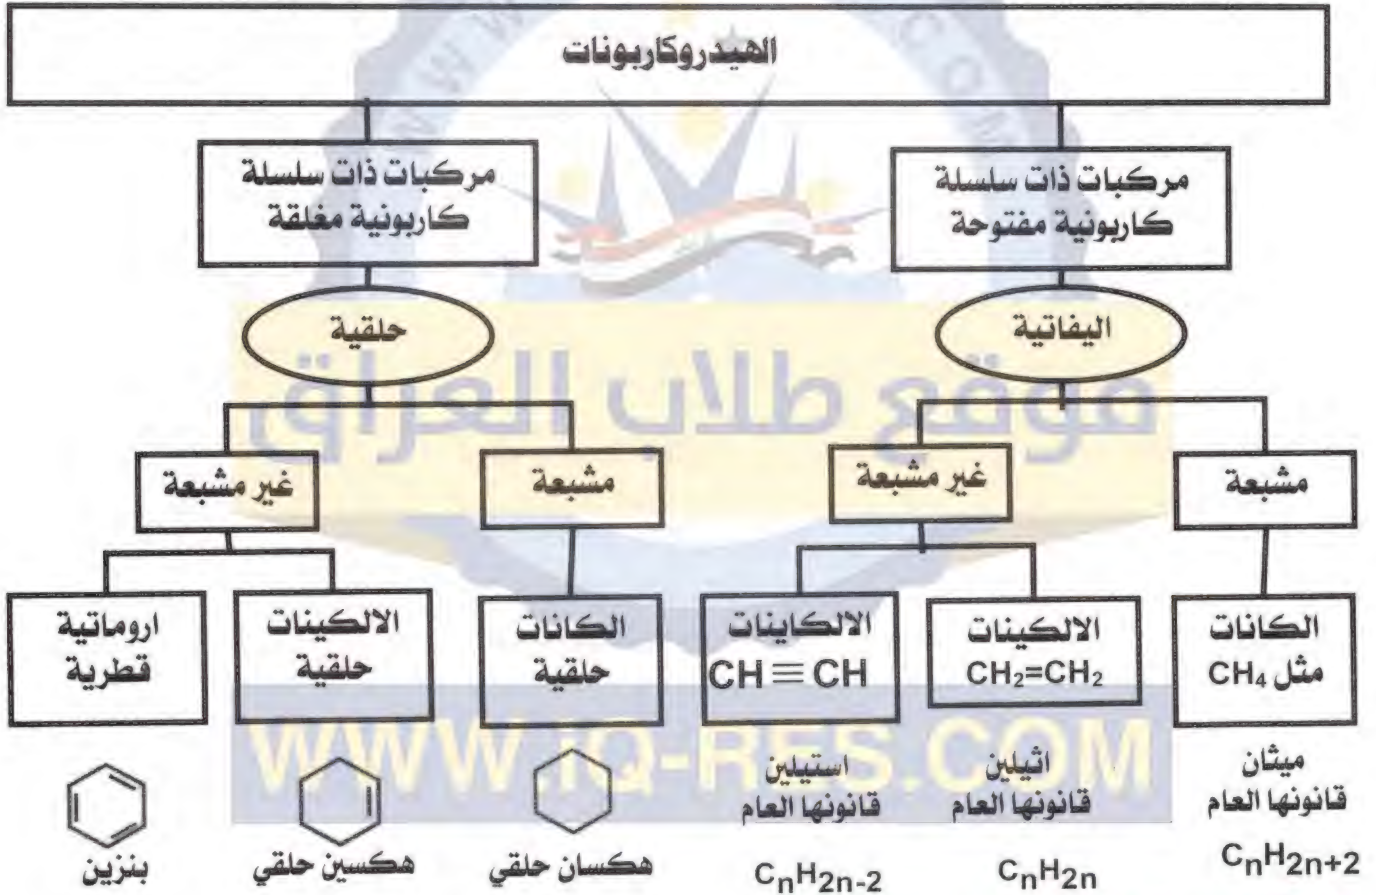 الهيدروكاربونات
مركبات ذات سلسلة
كاربونية مفتوحة
مركبات ذات سلسلة
كاربونية مغلقة
اليفاتية
حلقية
مشبعة
غير مشبعة
مشبعة
غير مشبعة
الكانات
مثل CH₄
الالكينات
CH₂=CH₂
الالكاينات
CH≡CH
الكانات
حلقية
الالكينات
حلقية
اروماتية
قطرية
ميثان
قانونها العام
CₙH₂ₙ₊₂
اثيلين
قانونها العام
CₙH₂ₙ
استيلين
قانونها العام
CₙH₂ₙ₋₂
هكسان حلقي
هكسين حلقي
بنزين
موقع طلاب العراق
WWW.iQ-RES.COM